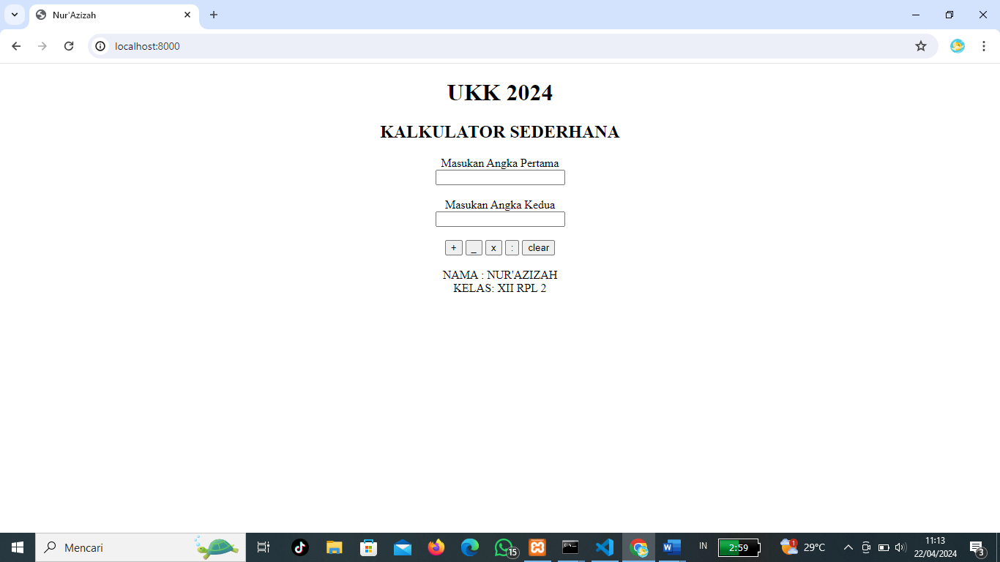 Nur'Azizah
localhost:8000
UKK 2024
KALKULATOR SEDERHANA
Masukan Angka Pertama
Masukan Angka Kedua
+ _ x : clear
NAMA : NUR'AZIZAH
KELAS: XII RPL 2
Mencari
15
IN
2:59
1
29°C
11:13
22/04/2024
3